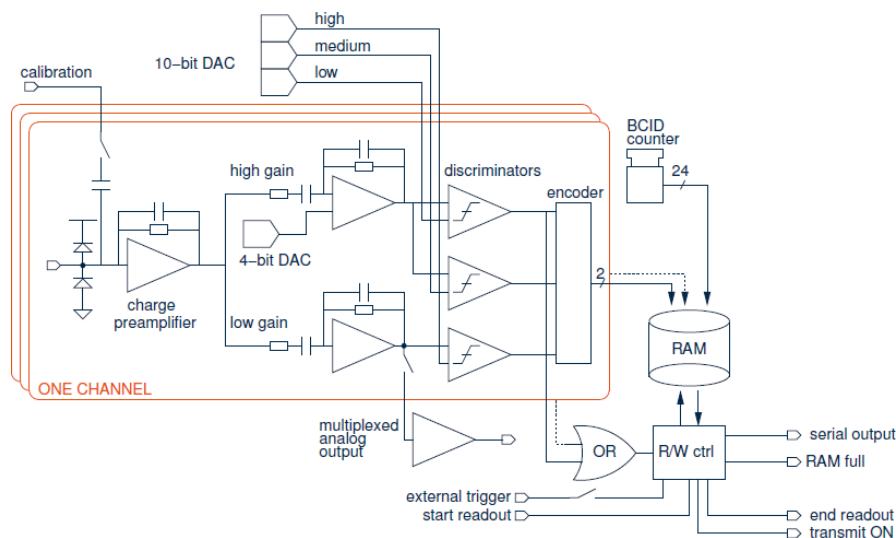 high
medium
10−bit DAC
low
calibration
BCID
counter
24
high gain
discriminators
encoder
4−bit DAC
2
charge
preamplifier
low gain
RAM
ONE CHANNEL
multiplexed
analog
output
OR
R/W ctrl
serial output
RAM full
external trigger
start readout
end readout
transmit ON